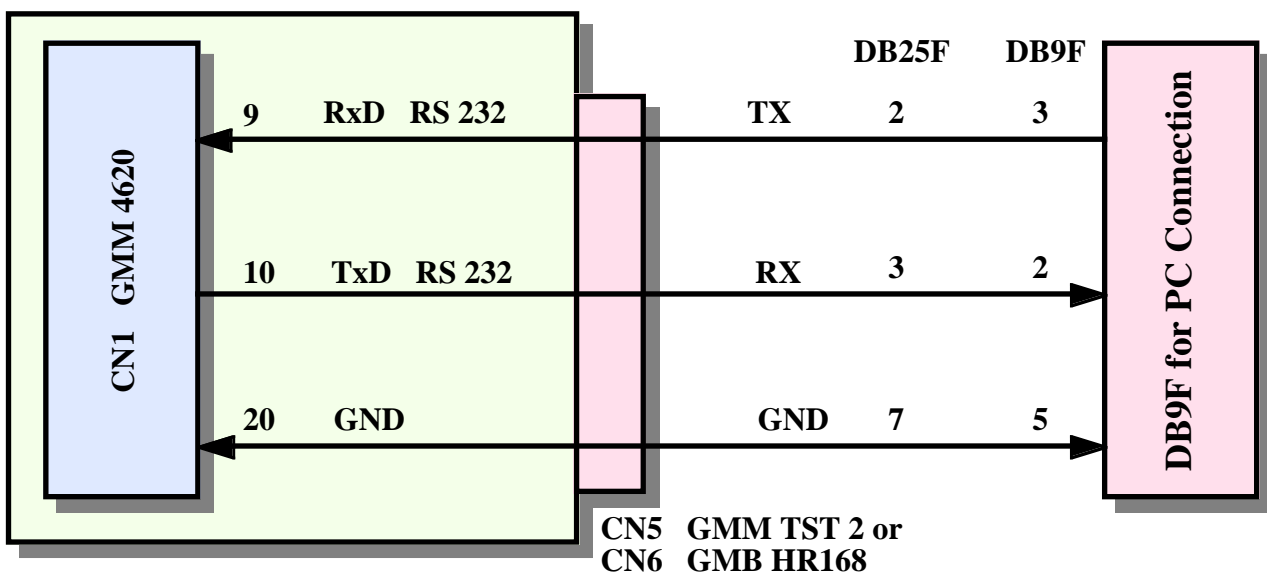 DB25F DB9F
9 RxD RS 232 TX 2 3
10 TxD RS 232 RX 3 2
20 GND GND 7 5
CN1 GMM 4620
DB9F for PC Connection
CN5 GMM TST 2 or
CN6 GMB HR168